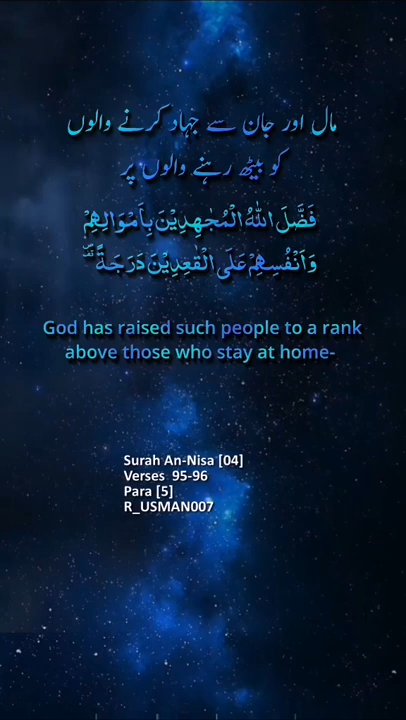 مال اور جان سے جہاد کرنے والوں
کو بیٹھ رہنے والوں پر
فَضَّلَ اللّٰهُ الْمُجٰهِدِيْنَ بِاَمْوَالِهِمْ
وَاَنْفُسِهِمْ عَلَى الْقٰعِدِيْنَ دَرَجَةً ؕ
God has raised such people to a rank
above those who stay at home-
Surah An-Nisa [04]
Verses 95-96
Para [5]
R_USMAN007